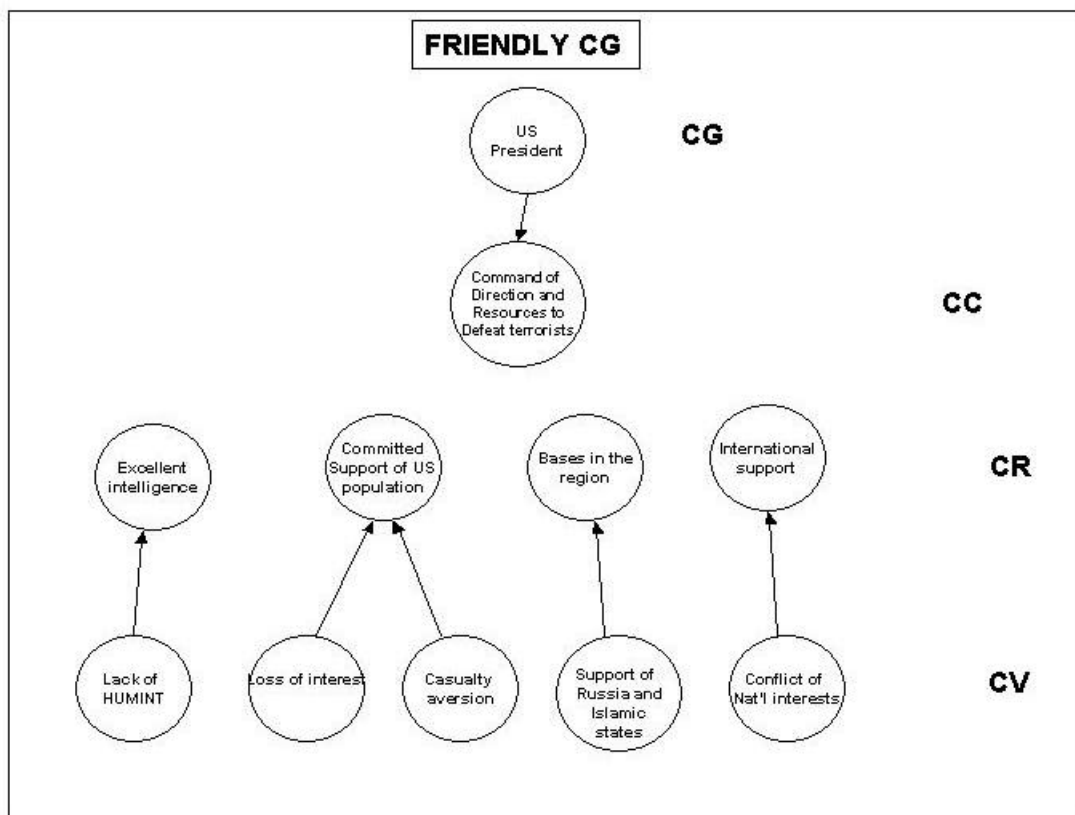 FRIENDLY CG
US
President
CG
Command of
Direction and
Resources to
Defeat terrorists
CC
Excellent
intelligence
Committed
Support of US
population
Bases in the
region
International
support
CR
Lack of
HUMINT
Loss of interest
Casualty
aversion
Support of
Russia and
Islamic
states
Conflict of
Nat'l interests
CV